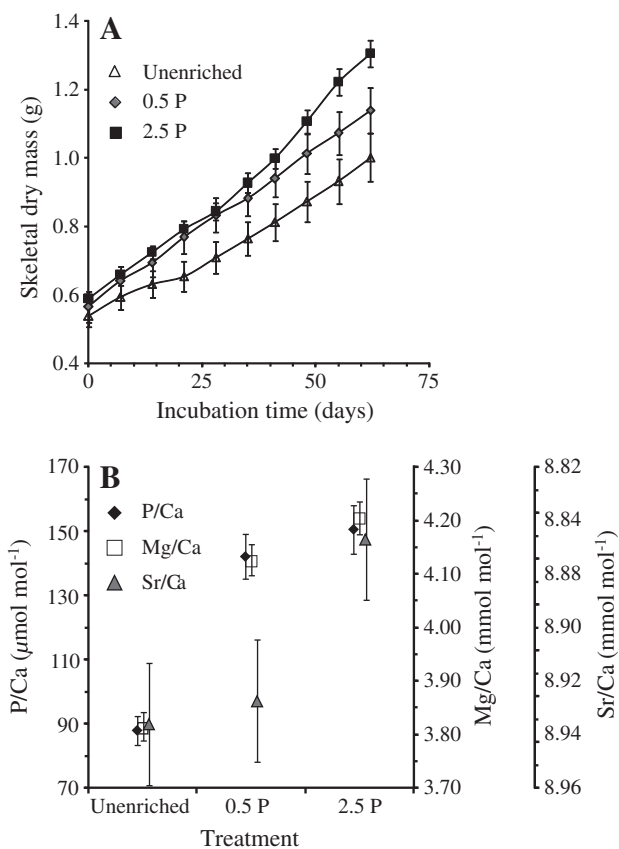 A
1.4
1.2
1.0
0.8
0.6
0.4
Skeletal dry mass (g)
Unenriched
0.5 P
2.5 P
0 25 50 75
Incubation time (days)
B
170
150
130
110
90
70
P/Ca (μmol mol⁻¹)
P/Ca
Mg/Ca
Sr/Ca
4.30
4.20
4.10
4.00
3.90
3.80
3.70
Mg/Ca (mmol mol⁻¹)
8.82
8.84
8.86
8.88
8.90
8.92
8.94
8.96
Sr/Ca (mmol mol⁻¹)
Unenriched 0.5 P 2.5 P
Treatment